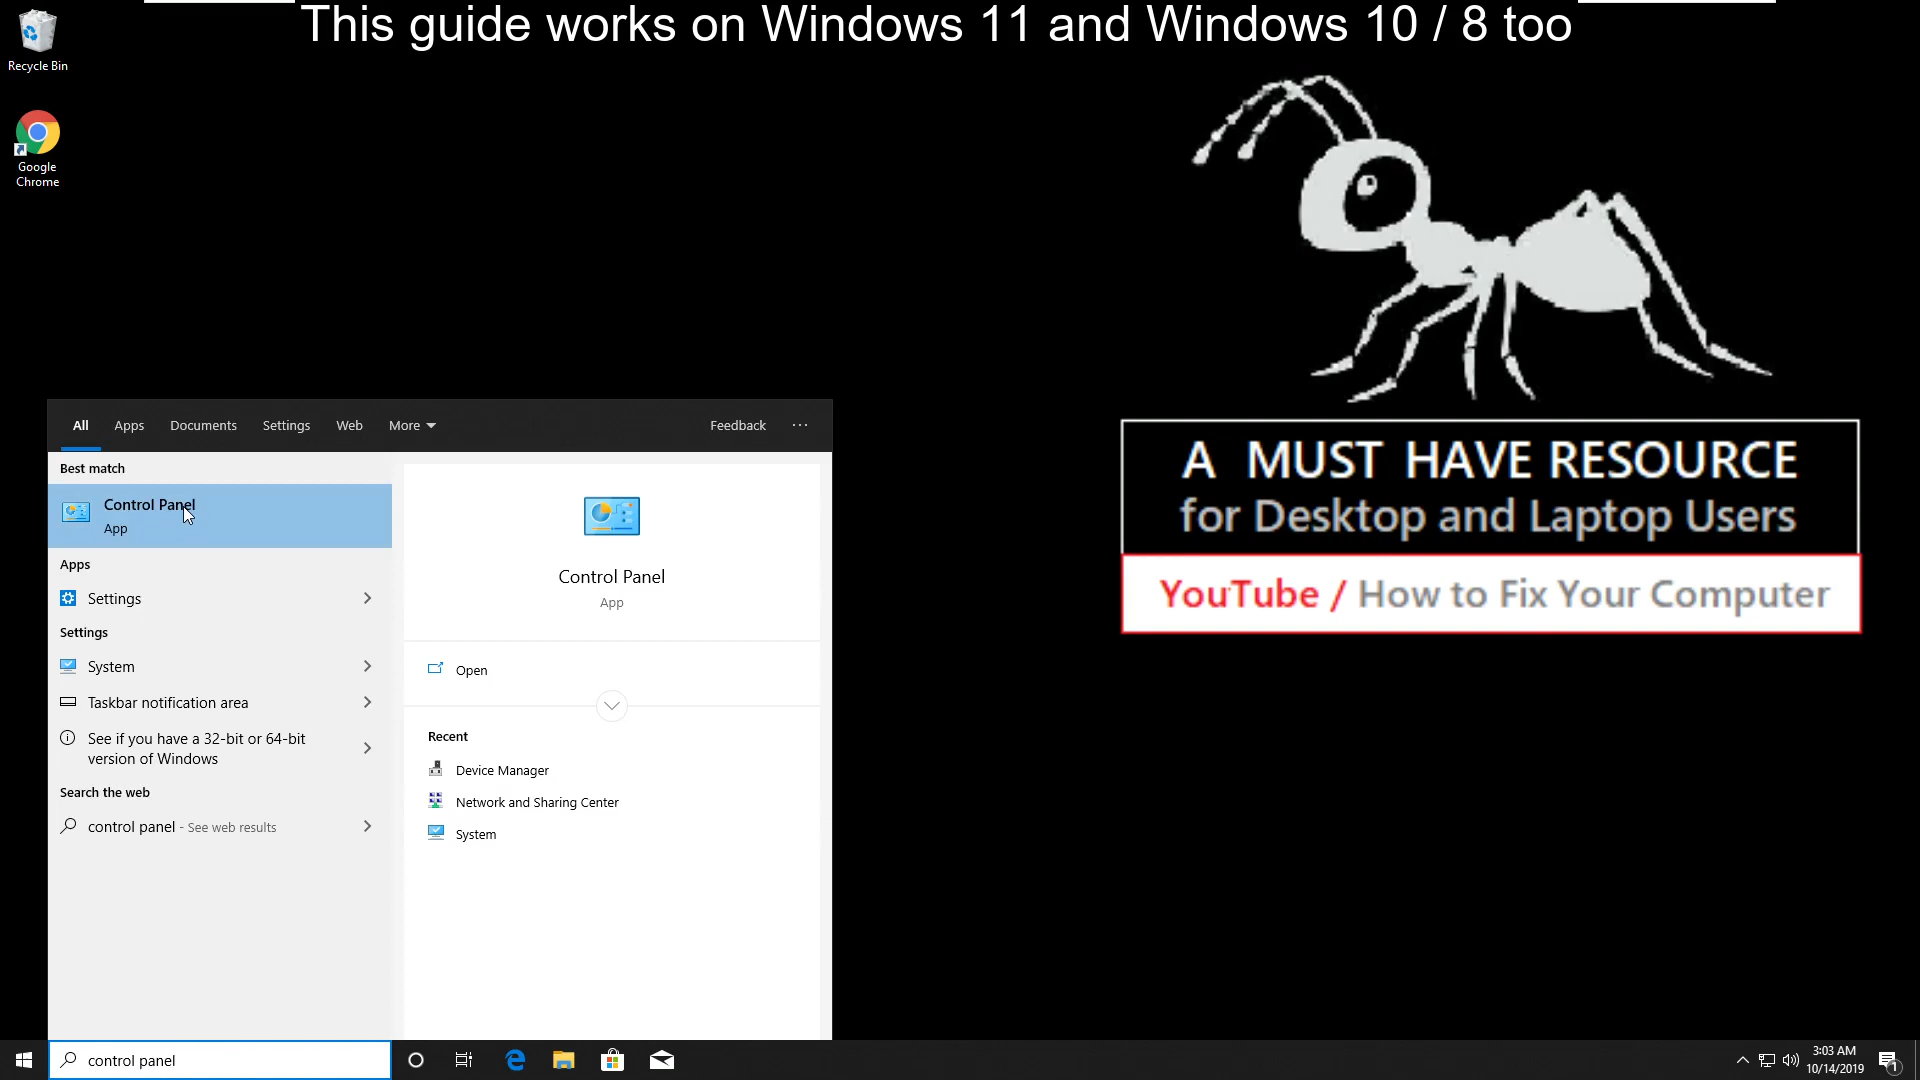 This guide works on Windows 11 and Windows 10 / 8 too
Recycle Bin
Google
Chrome
A MUST HAVE RESOURCE
for Desktop and Laptop Users
YouTube / How to Fix Your Computer
All Apps Documents Settings Web More Feedback ...
Best match
Control Panel
App
Apps
Settings
Settings
System
Taskbar notification area
See if you have a 32-bit or 64-bit
version of Windows
Search the web
control panel - See web results
Control Panel
App
Open
Recent
Device Manager
Network and Sharing Center
System
control panel
3:03 AM
10/14/2019
1